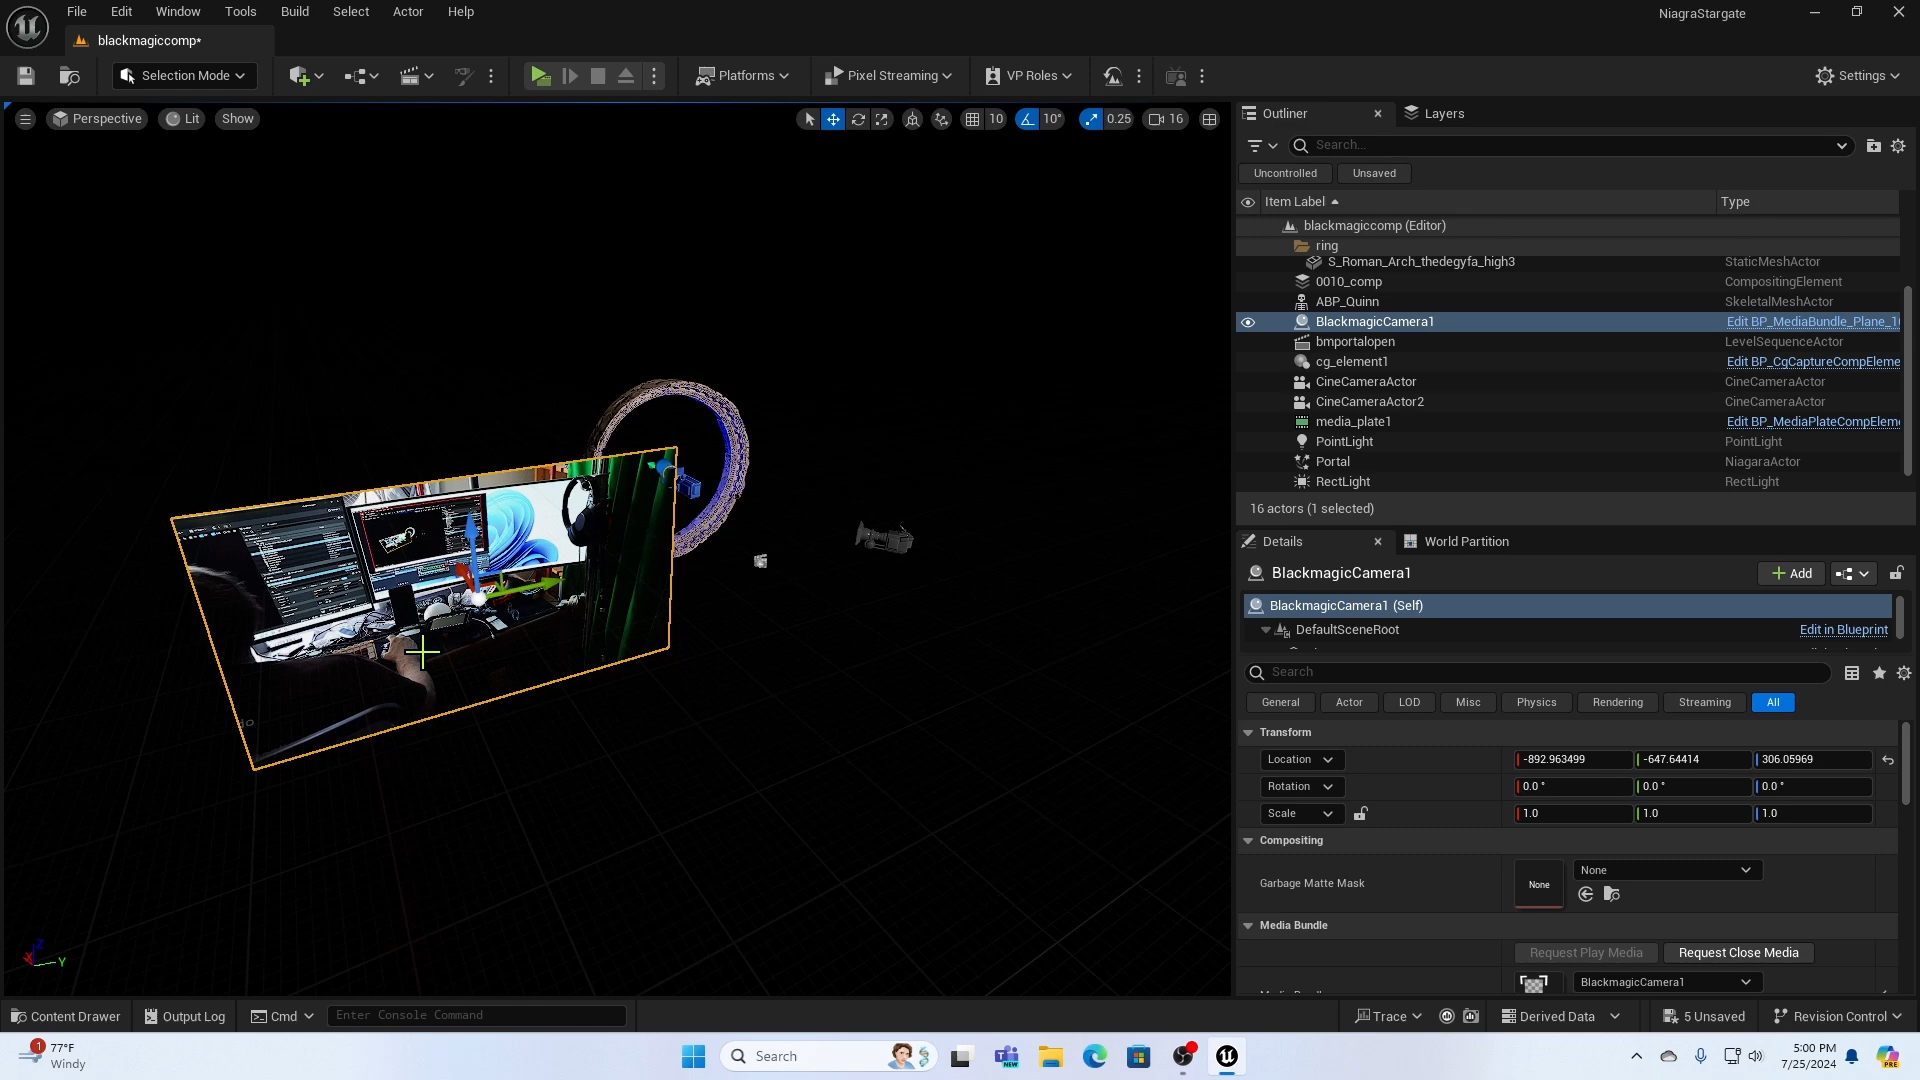 File Edit Window Tools Build Select Actor Help
NiagraStargate
blackmagiccomp*
Selection Mode
Platforms
Pixel Streaming
VP Roles
Settings
Perspective
Lit
Show
10
10°
0.25
16
Outliner
Layers
Search...
Uncontrolled
Unsaved
Item Label
Type
blackmagiccomp (Editor)
ring
S_Roman_Arch_thedegyfa_high3 StaticMeshActor
0010_comp CompositingElement
ABP_Quinn SkeletalMeshActor
BlackmagicCamera1 Edit BP_MediaBundle_Plane_1
bmportalopen LevelSequenceActor
cg_element1 Edit BP_CgCaptureCompEleme
CineCameraActor CineCameraActor
CineCameraActor2 CineCameraActor
media_plate1 Edit BP_MediaPlateCompEleme
PointLight PointLight
Portal NiagaraActor
RectLight RectLight
16 actors (1 selected)
Details
World Partition
BlackmagicCamera1
Add
BlackmagicCamera1 (Self)
DefaultSceneRoot
Edit in Blueprint
Search
General Actor LOD Misc Physics Rendering Streaming All
Transform
Location -892.963499 -647.64414 306.05969
Rotation 0.0 ° 0.0 ° 0.0 °
Scale 1.0 1.0 1.0
Compositing
Garbage Matte Mask
None
None
Media Bundle
Request Play Media
Request Close Media
BlackmagicCamera1
X Y Z
Content Drawer
Output Log
Cmd
Enter Console Command
Trace
Derived Data
5 Unsaved
Revision Control
1
77°F
Windy
Search
NEW
5:00 PM
7/25/2024
PRE